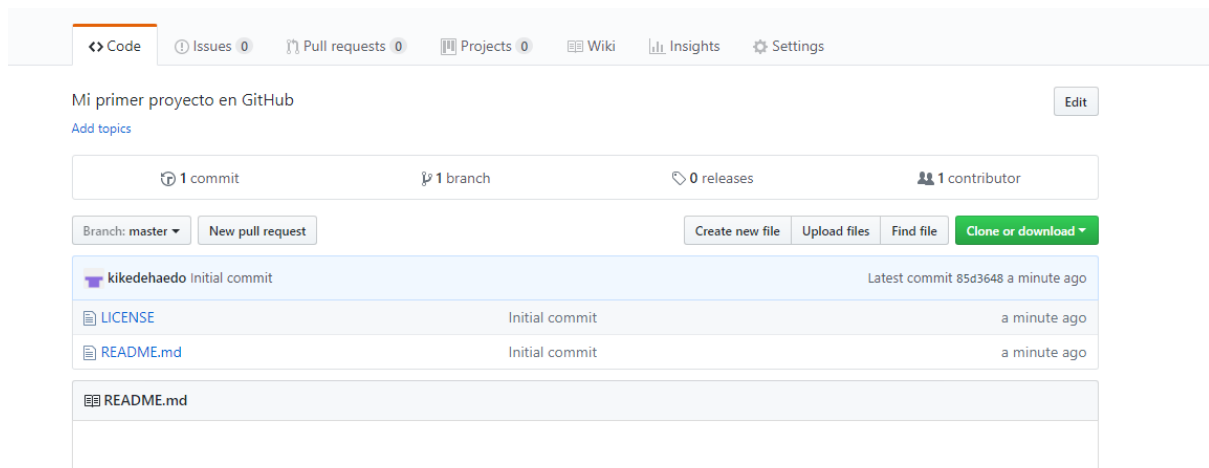 Code Issues 0 Pull requests 0 Projects 0 Wiki Insights Settings
Mi primer proyecto en GitHub Edit
Add topics
1 commit 1 branch 0 releases 1 contributor
Branch: master New pull request Create new file Upload files Find file Clone or download
kikedehaedo Initial commit Latest commit 85d3648 a minute ago
LICENSE Initial commit a minute ago
README.md Initial commit a minute ago
README.md